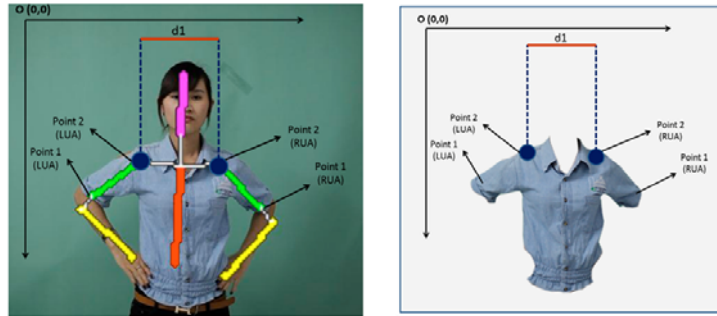 O (0,0)
d1
Point 2
(LUA)
Point 1
(LUA)
Point 2
(RUA)
Point 1
(RUA)
O (0,0)
d1
Point 2
(LUA)
Point 1
(LUA)
Point 2
(RUA)
Point 1
(RUA)